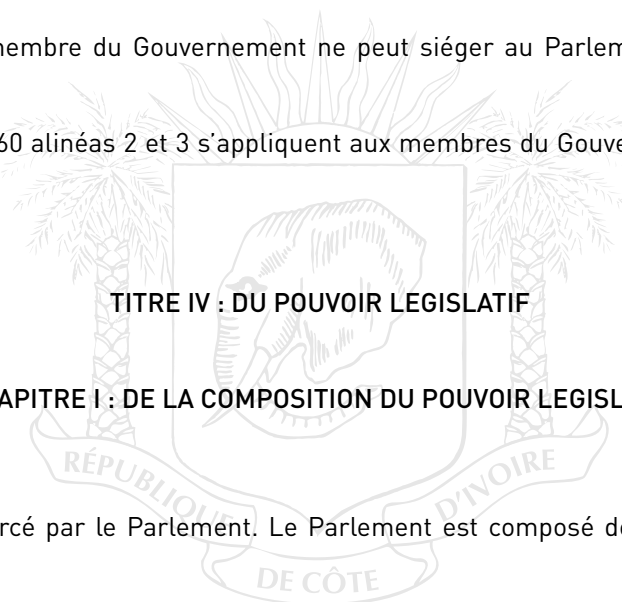 membre du Gouvernement ne peut siéger au Parlem
60 alinéas 2 et 3 s’appliquent aux membres du Gouve
TITRE IV : DU POUVOIR LEGISLATIF
APITRE I : DE LA COMPOSITION DU POUVOIR LEGISL
rcé par le Parlement. Le Parlement est composé de
RÉPUBLIQUE DE CÔTE D'IVOIRE